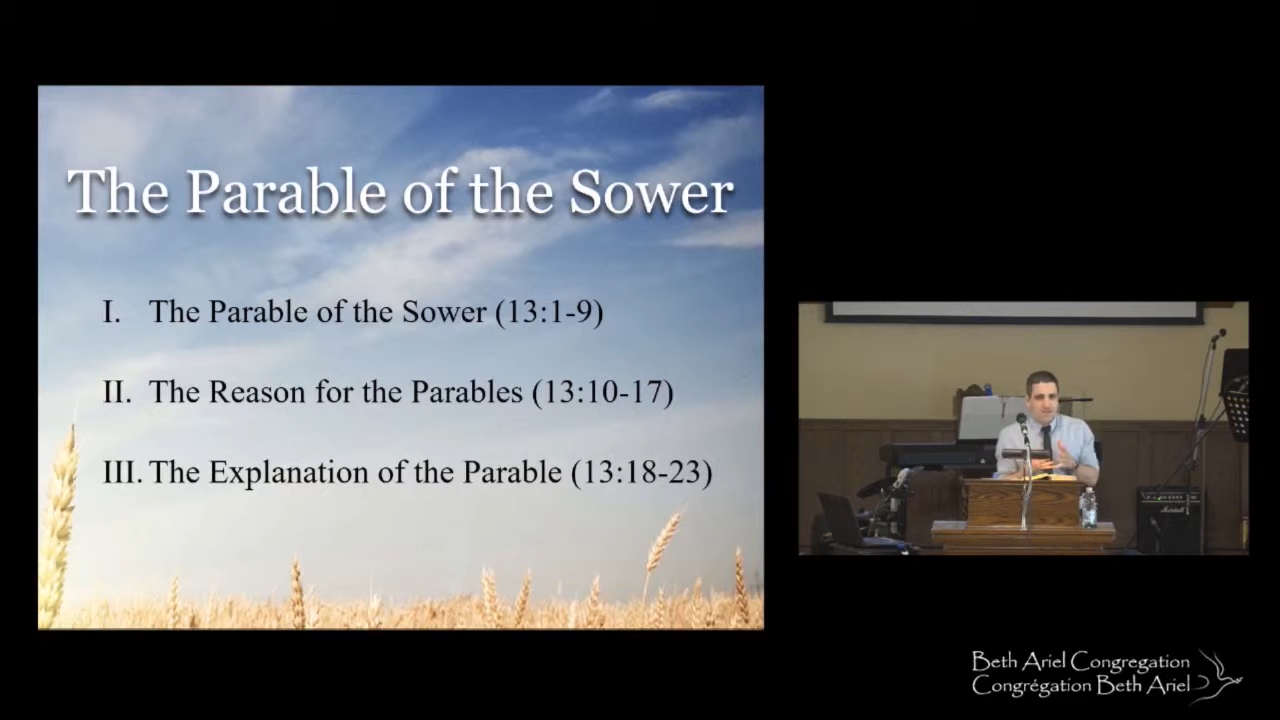 The Parable of the Sower
I. The Parable of the Sower (13:1-9)
II. The Reason for the Parables (13:10-17)
III. The Explanation of the Parable (13:18-23)
Marshall
Beth Ariel Congregation
Congrégation Beth Ariel